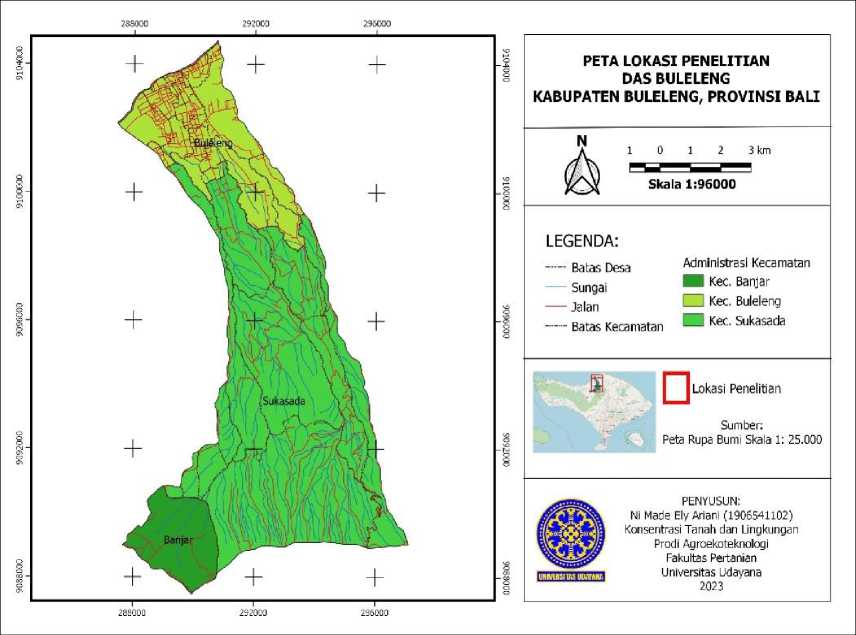 288000 292000 296000
9104000
9100000
9096000
9092000
9088000
Buleleng
Sukasada
Banjar
9104000
9100000
9096000
9092000
9088000
288000 292000 296000
PETA LOKASI PENELITIAN
DAS BULELENG
KABUPATEN BULELENG, PROVINSI BALI
N
1 0 1 2 3 km
Skala 1:96000
LEGENDA:
Batas Desa
Sungai
Jalan
Batas Kecamatan
Administrasi Kecamatan
Kec. Banjar
Kec. Buleleng
Kec. Sukasada
Lokasi Penelitian
Sumber:
Peta Rupa Bumi Skala 1: 25.000
UNIVERSITAS UDAYANA
PENYUSUN:
Ni Made Ely Ariani (1906541102)
Konsentrasi Tanah dan Lingkungan
Prodi Agroekoteknologi
Fakultas Pertanian
Universitas Udayana
2023